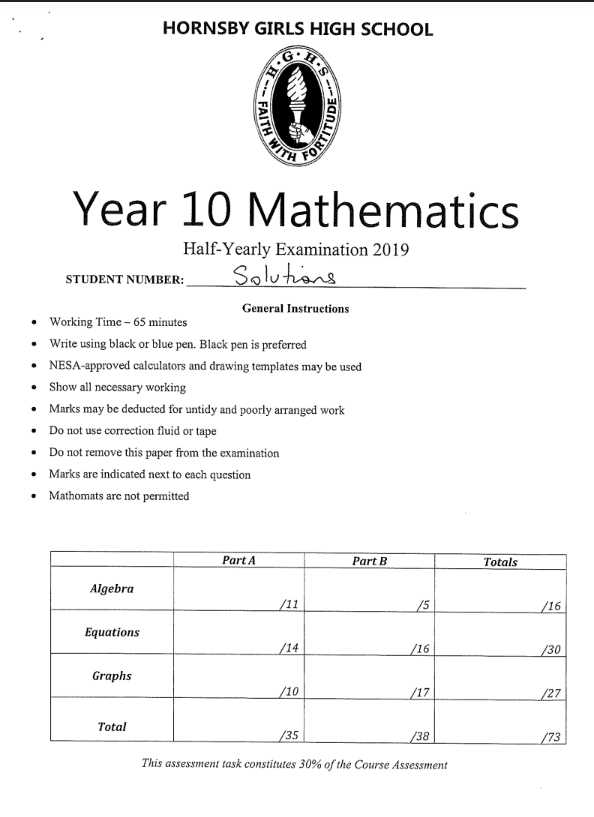 HORNSBY GIRLS HIGH SCHOOL
H·G·H·S
FAITH WITH FORTITUDE
Year 10 Mathematics
Half-Yearly Examination 2019
STUDENT NUMBER: Solutions
General Instructions
• Working Time – 65 minutes
• Write using black or blue pen. Black pen is preferred
• NESA-approved calculators and drawing templates may be used
• Show all necessary working
• Marks may be deducted for untidy and poorly arranged work
• Do not use correction fluid or tape
• Do not remove this paper from the examination
• Marks are indicated next to each question
• Mathomats are not permitted
Part A Part B Totals
Algebra /11 /5 /16
Equations /14 /16 /30
Graphs /10 /17 /27
Total /35 /38 /73
This assessment task constitutes 30% of the Course Assessment